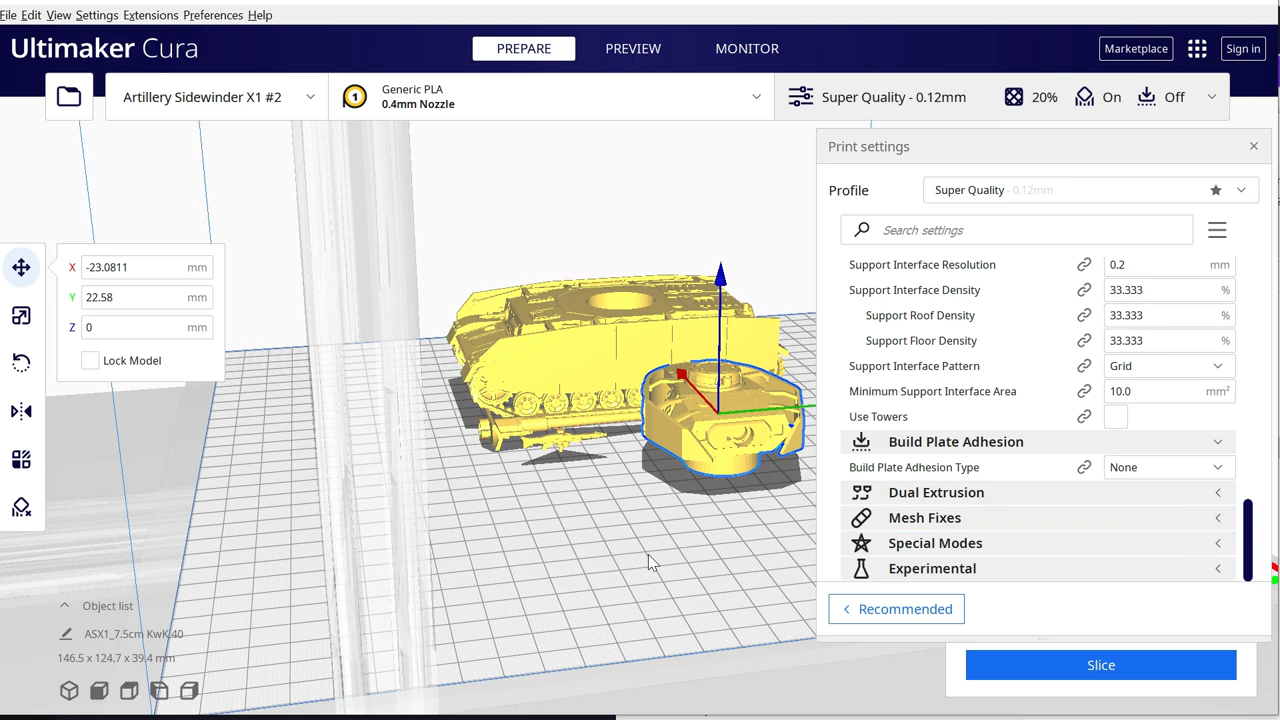 File Edit View Settings Extensions Preferences Help
Ultimaker Cura
PREPARE
PREVIEW
MONITOR
Marketplace
Sign in
Artillery Sidewinder X1 #2
1
Generic PLA
0.4mm Nozzle
Super Quality - 0.12mm
20%
On
Off
Print settings
Profile
Super Quality - 0.12mm
Search settings
Support Interface Resolution 0.2 mm
Support Interface Density 33.333 %
Support Roof Density 33.333 %
Support Floor Density 33.333 %
Support Interface Pattern Grid
Minimum Support Interface Area 10.0 mm²
Use Towers
Build Plate Adhesion
Build Plate Adhesion Type None
Dual Extrusion
Mesh Fixes
Special Modes
Experimental
Recommended
Slice
X -23.0811 mm
Y 22.58 mm
Z 0 mm
Lock Model
Object list
ASX1_7.5cm KwK 40
146.5 x 124.7 x 39.4 mm